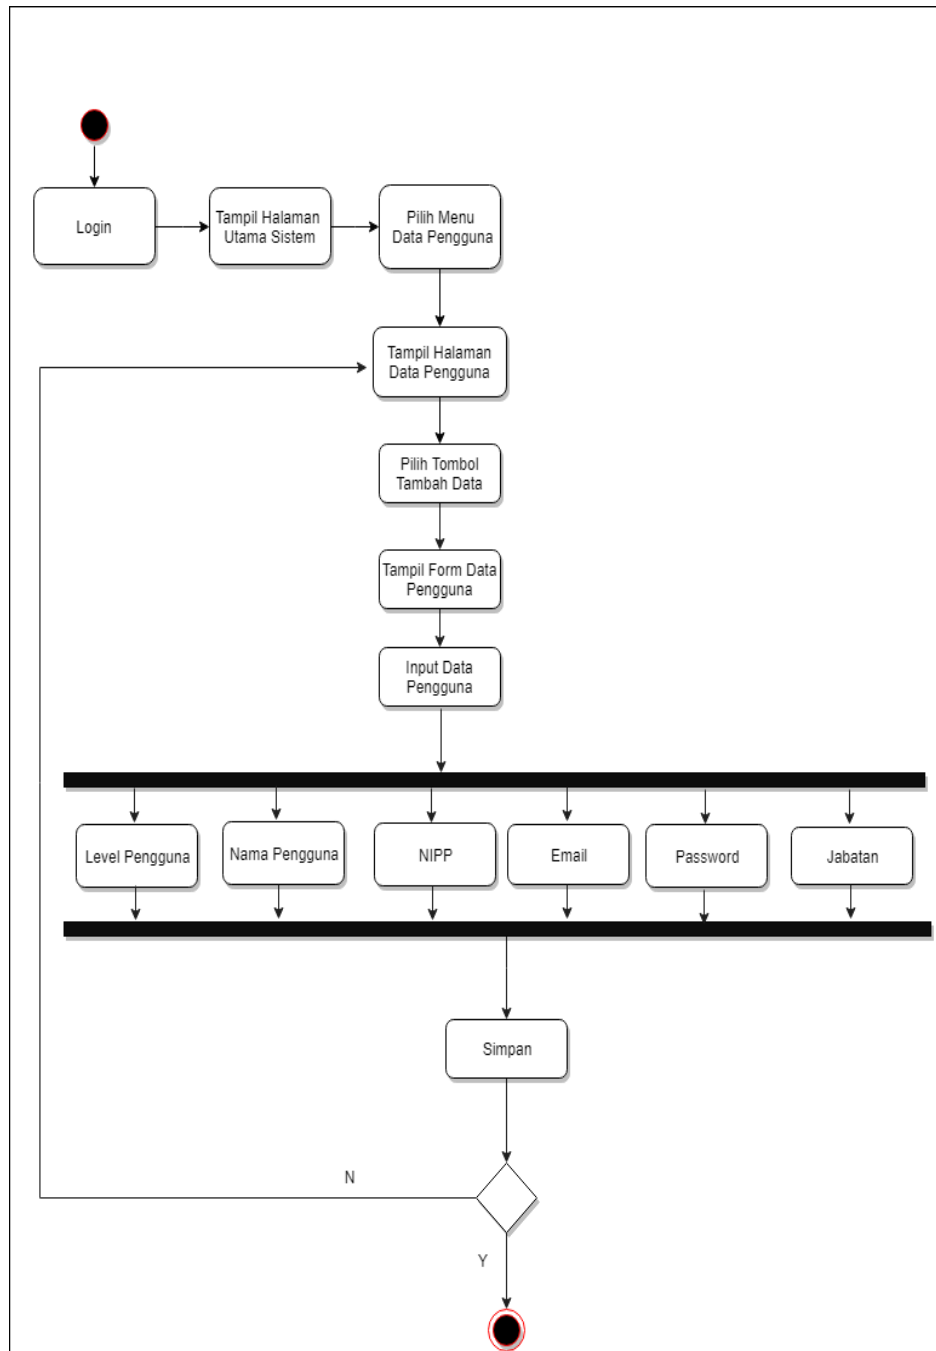 Login
Tampil Halaman
Utama Sistem
Pilih Menu
Data Pengguna
Tampil Halaman
Data Pengguna
Pilih Tombol
Tambah Data
Tampil Form Data
Pengguna
Input Data
Pengguna
Level Pengguna
Nama Pengguna
NIPP
Email
Password
Jabatan
Simpan
N
Y